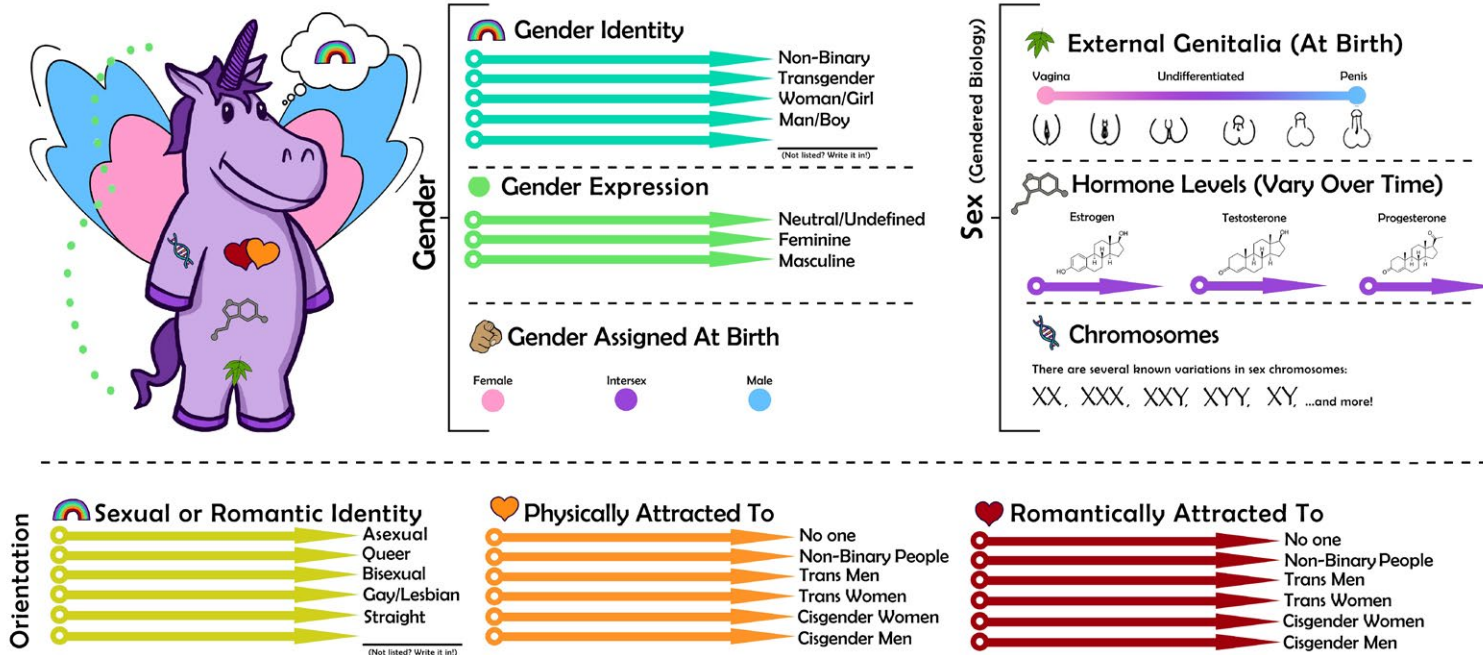 Gender
Gender Identity
Non-Binary
Transgender
Woman/Girl
Man/Boy
(Not listed? Write it in!)
Gender Expression
Neutral/Undefined
Feminine
Masculine
Gender Assigned At Birth
Female Intersex Male
Sex (Gendered Biology)
External Genitalia (At Birth)
Vagina Undifferentiated Penis
Hormone Levels (Vary Over Time)
Estrogen Testosterone Progesterone
OH OH O
H H H H H H
HO O O
Chromosomes
There are several known variations in sex chromosomes:
XX, XXX, XXY, XYY, XY, ...and more!
Orientation
Sexual or Romantic Identity
Asexual
Queer
Bisexual
Gay/Lesbian
Straight
(Not listed? Write it in!)
Physically Attracted To
No one
Non-Binary People
Trans Men
Trans Women
Cisgender Women
Cisgender Men
Romantically Attracted To
No one
Non-Binary People
Trans Men
Trans Women
Cisgender Women
Cisgender Men